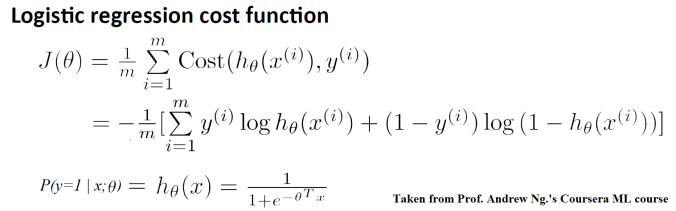 Logistic regression cost function
J(θ) = 1/m ∑_{i=1}^{m} Cost(h_θ(x^{(i)}), y^{(i)})
= −1/m [∑_{i=1}^{m} y^{(i)} log h_θ(x^{(i)}) + (1 − y^{(i)}) log (1 − h_θ(x^{(i)}))]
P(y=1 | x;θ) = h_θ(x) = 1/(1+e^{−θ^T x})
Taken from Prof. Andrew Ng.'s Coursera ML course